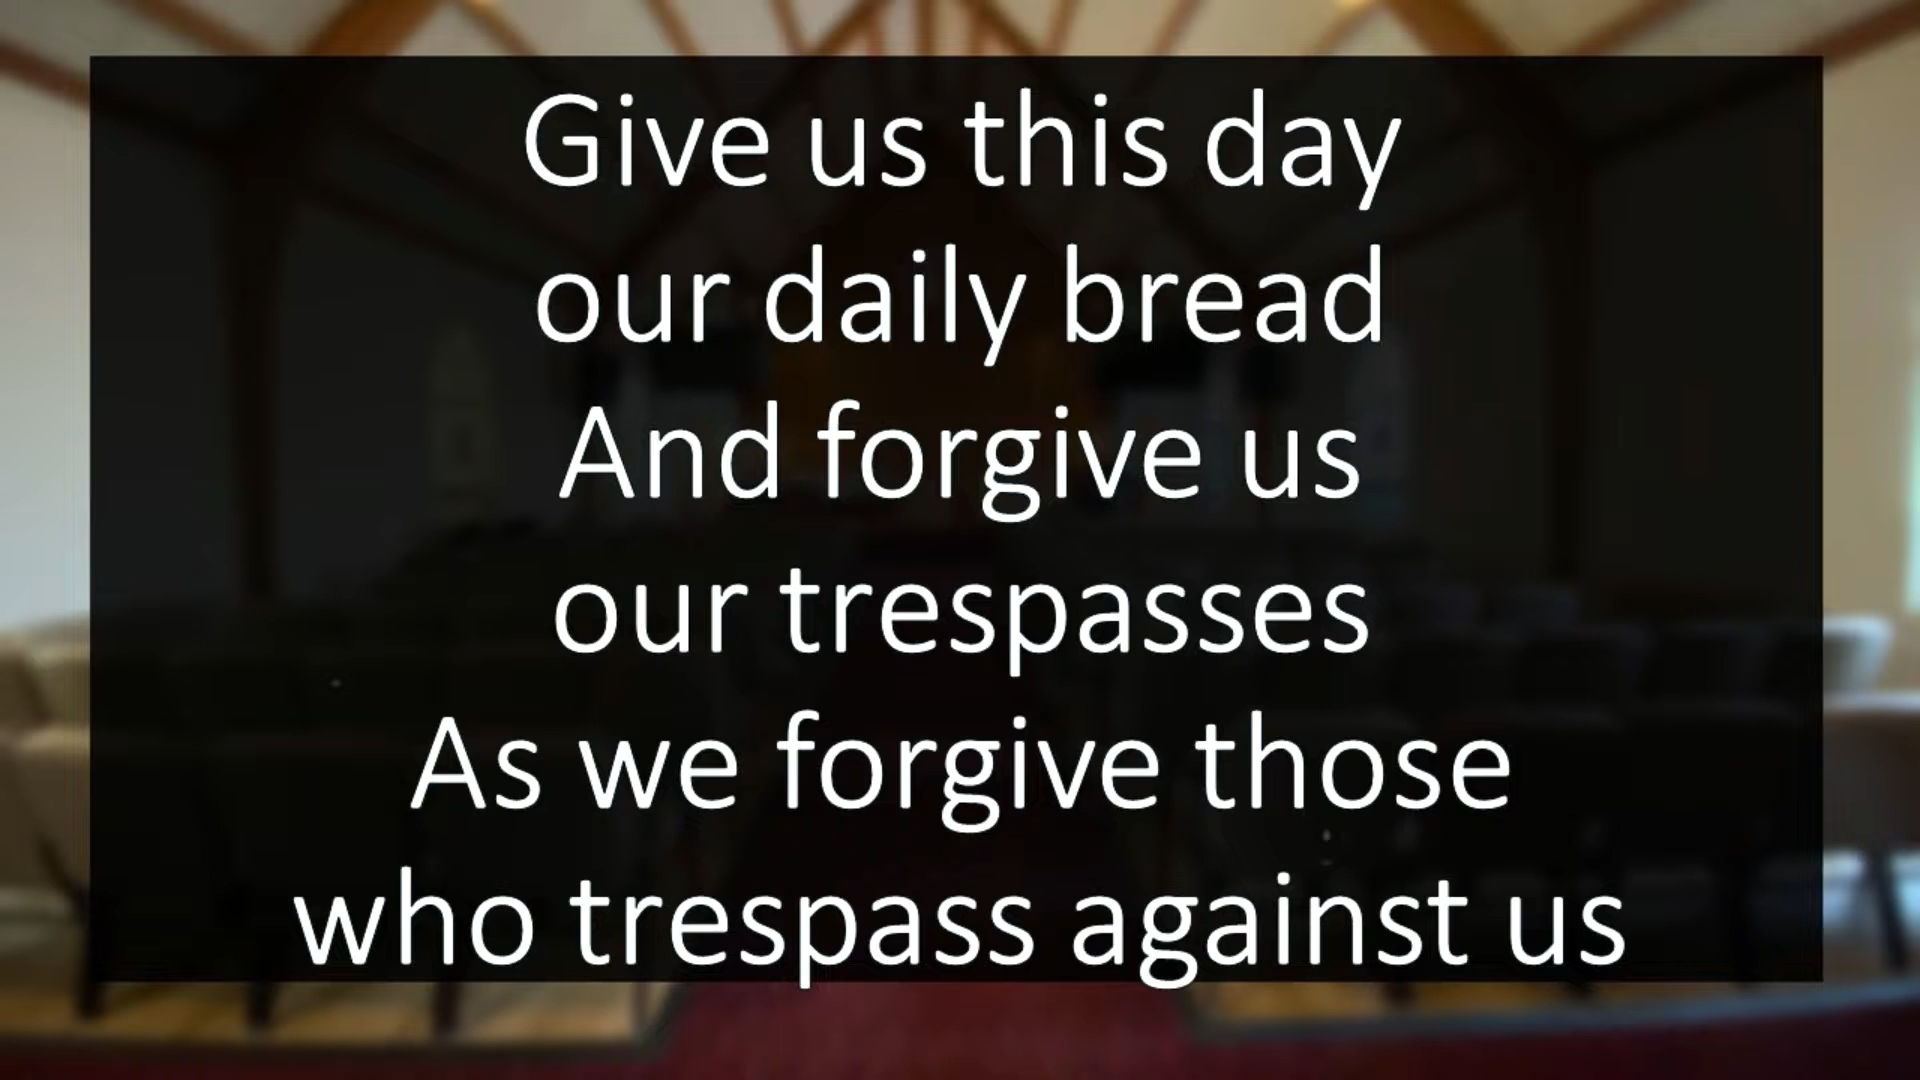 Give us this day
our daily bread
And forgive us
our trespasses
As we forgive those
who trespass against us